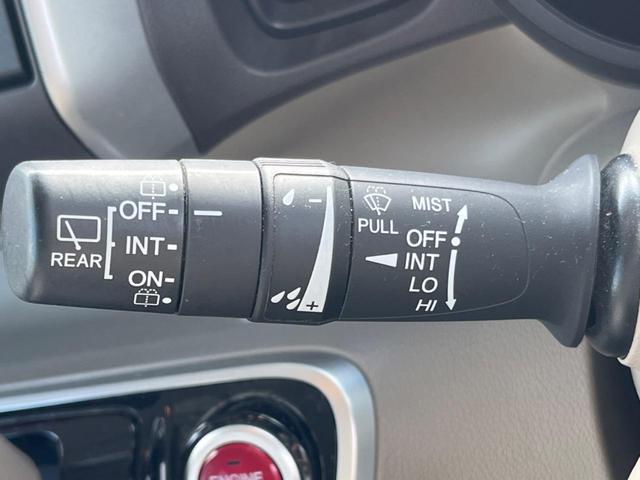 REAR
OFF
INT
ON
-
+
PULL
MIST
OFF
INT
LO
HI
ENGINE